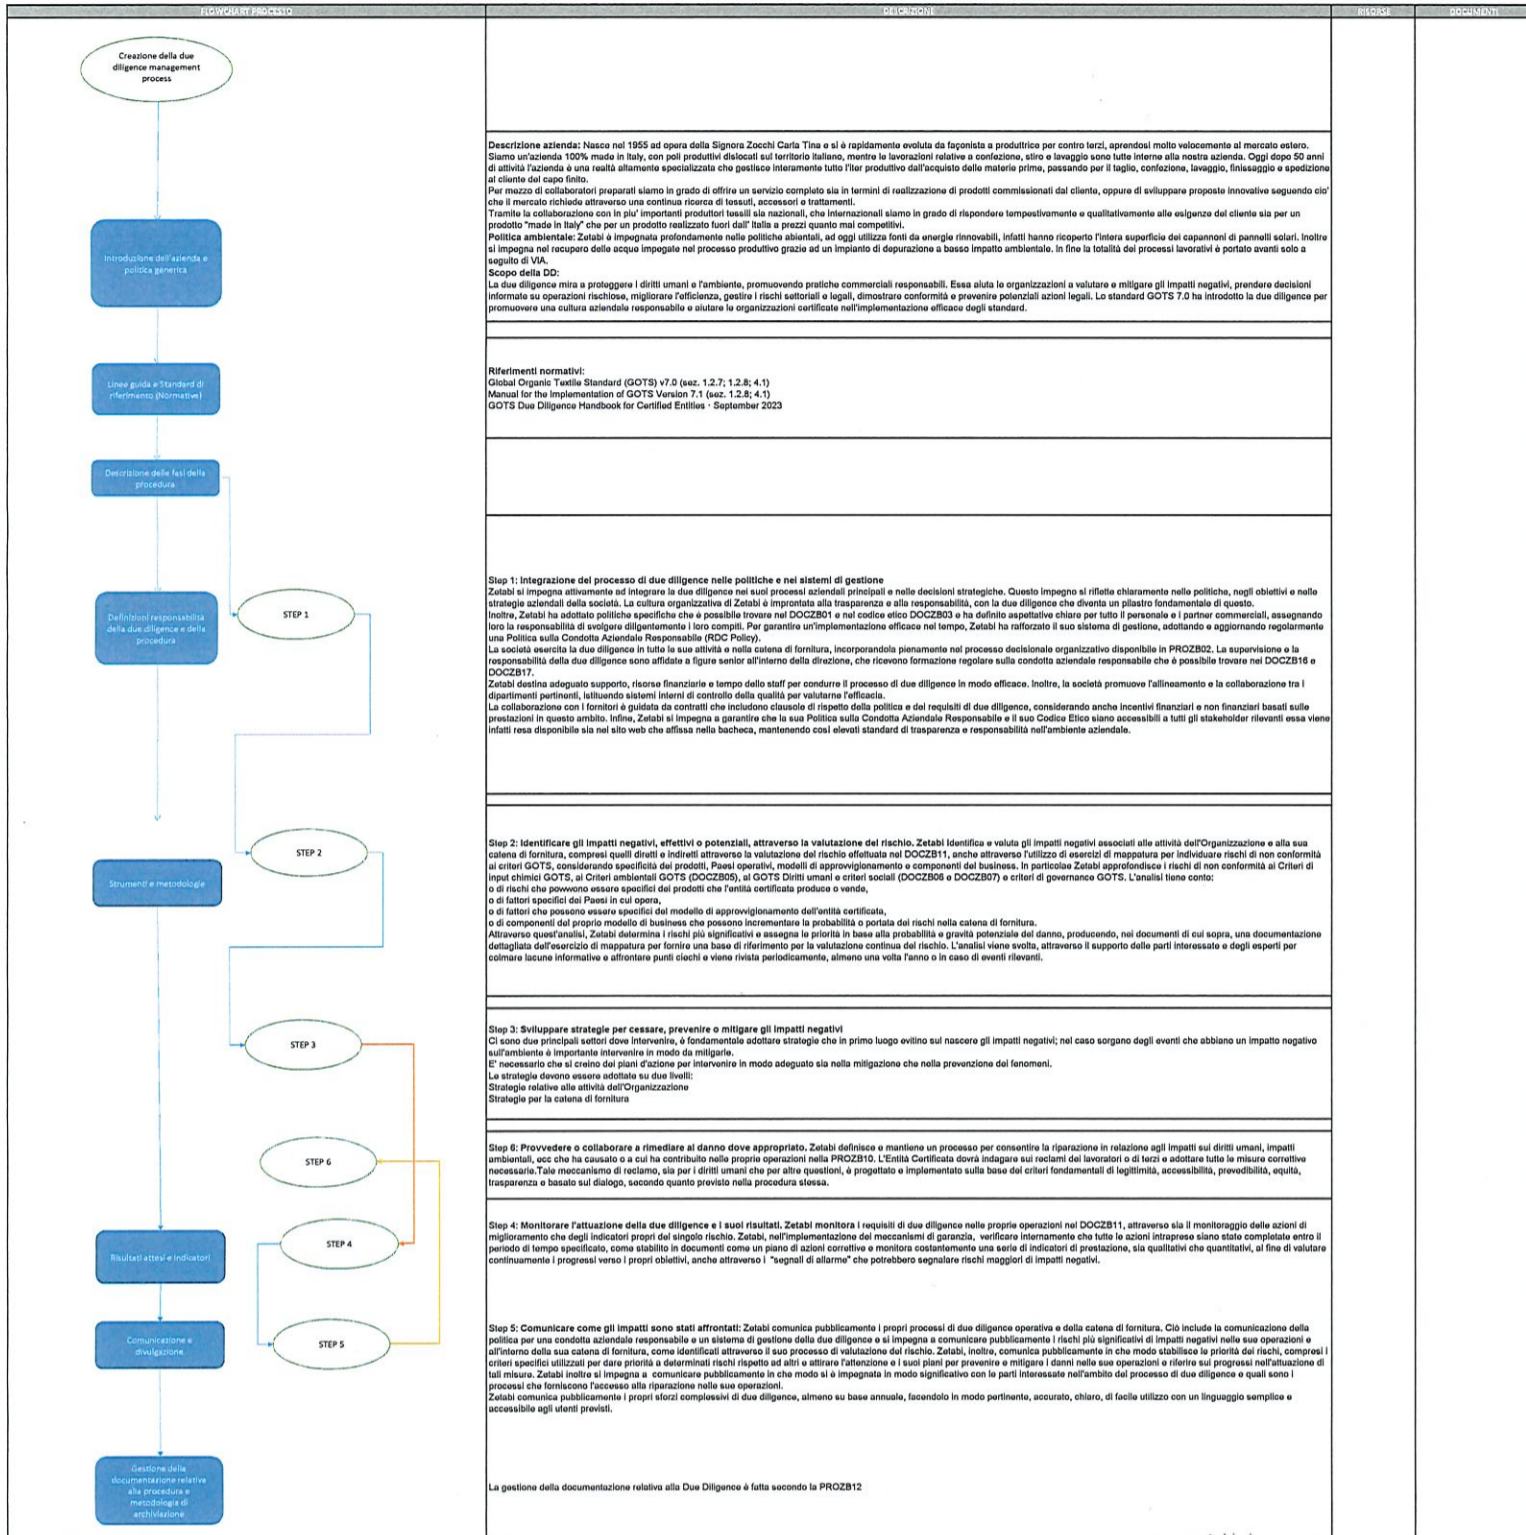 FLOWCHART PROCESSO
DESCRIZIONE
RISORSE
DOCUMENTI
Creazione della due
diligence management
process
Descrizione azienda: Nasce nel 1955 ad opera della Signora Zocchi Carla Tina e si è rapidamente evoluta da façonista a produttrice per contro terzi, aprendosi molto velocemente al mercato estero.
Siamo un'azienda 100% made in Italy, con poli produttivi dislocati sul territorio italiano, mentre le lavorazioni relative a confezione, stiro e lavaggio sono tutte interne alla nostra azienda. Oggi dopo 50 anni
di attività l'azienda è una realtà altamente specializzata che gestisce interamente tutto l'iter produttivo dall'acquisto delle materie prime, passando per il taglio, confezione, lavaggio, finissaggio e spedizione
al cliente del capo finito.
Per mezzo di collaboratori preparati siamo in grado di offrire un servizio completo sia in termini di realizzazione di prodotti commissionati dal cliente, oppure di sviluppare proposte innovative seguendo cio'
che il mercato richiede attraverso una continua ricerca di tessuti, accessori e trattamenti.
Tramite la collaborazione con in piu' importanti produttori tessili sia nazionali, che internazionali siamo in grado di rispondere tempestivamente e qualitativamente alle esigenze del cliente sia per un
prodotto "made in Italy" che per un prodotto realizzato fuori dall' Italia a prezzi quanto mai competitivi.
Politica ambientale: Zetabi è impegnata profondamente nelle politiche abientali, ad oggi utilizza fonti da energie rinnovabili, infatti hanno ricoperto l'intera superficie dei capannoni di pannelli solari. Inoltre
si impegna nel recupero delle acque impegate nel processo produttivo grazie ad un impianto di depurazione a basso impatto ambientale. In fine la totalità dei processi lavorativi è portato avanti solo a
seguito di VIA.
Scopo della DD:
La due diligence mira a proteggere i diritti umani e l'ambiente, promuovendo pratiche commerciali responsabili. Essa aiuta le organizzazioni a valutare e mitigare gli impatti negativi, prendere decisioni
informate su operazioni rischiose, migliorare l'efficienza, gestire i rischi settoriali e legali, dimostrare conformità e prevenire potenziali azioni legali. Lo standard GOTS 7.0 ha introdotto la due diligence per
promuovere una cultura aziendale responsabile e aiutare le organizzazioni certificate nell'implementazione efficace degli standard.
Introduzione dell'azienda e
politica generica
Linee guida e Standard di
riferimento (Normative)
Riferimenti normativi:
Global Organic Textile Standard (GOTS) v7.0 (sez. 1.2.7; 1.2.8; 4.1)
Manual for the Implementation of GOTS Version 7.1 (sez. 1.2.8; 4.1)
GOTS Due Diligence Handbook for Certified Entities - September 2023
Descrizione delle fasi della
procedura
Definizioni responsabilità
della due diligence e della
procedura
STEP 1
Step 1: Integrazione del processo di due diligence nelle politiche e nei sistemi di gestione
Zetabi si impegna attivamente ad integrare la due diligence nei suoi processi aziendali principali e nelle decisioni strategiche. Questo impegno si riflette chiaramente nelle politiche, negli obiettivi e nelle
strategie aziendali della società. La cultura organizzativa di Zetabi è improntata alla trasparenza e alla responsabilità, con la due diligence che diventa un pilastro fondamentale di questo.
Inoltre, Zetabi ha adottato politiche specifiche che è possibile trovare nel DOCZB01 e nel codice etico DOCZB03 e ha definito aspettative chiare per tutto il personale e i partner commerciali, assegnando
loro la responsabilità di svolgere diligentemente i loro compiti. Per garantire un'implementazione efficace nel tempo, Zetabi ha rafforzato il suo sistema di gestione, adottando e aggiornando regolarmente
una Politica sulla Condotta Aziendale Responsabile (RDC Policy).
La società esercita la due diligence in tutte le sue attività e nella catena di fornitura, incorporandola pienamente nel processo decisionale organizzativo disponibile in PROZB02. La supervisione e la
responsabilità della due diligence sono affidate a figure senior all'interno della direzione, che ricevono formazione regolare sulla condotta aziendale responsabile che è possibile trovare nei DOCZB16 e
DOCZB17.
Zetabi destina adeguato supporto, risorse finanziarie e tempo dello staff per condurre il processo di due diligence in modo efficace. Inoltre, la società promuove l'allineamento e la collaborazione tra i
dipartimenti pertinenti, istituendo sistemi interni di controllo della qualità per valutarne l'efficacia.
La collaborazione con i fornitori è guidata da contratti che includono clausole di rispetto della politica e dei requisiti di due diligence, considerando anche incentivi finanziari e non finanziari basati sulle
prestazioni in questo ambito. Infine, Zetabi si impegna a garantire che la sua Politica sulla Condotta Aziendale Responsabile e il suo Codice Etico siano accessibili a tutti gli stakeholder rilevanti essa viene
infatti resa disponibile sia nel sito web che affissa nella bacheca, mantenendo così elevati standard di trasparenza e responsabilità nell'ambiente aziendale.
STEP 2
Strumenti e metodologie
Step 2: Identificare gli impatti negativi, effettivi o potenziali, attraverso la valutazione del rischio. Zetabi identifica e valuta gli impatti negativi associati alle attività dell'Organizzazione e alla sua
catena di fornitura, compresi quelli diretti e indiretti attraverso la valutazione del rischio effettuata nel DOCZB11, anche attraverso l'utilizzo di esercizi di mappatura per individuare rischi di non conformità
ai criteri GOTS, considerando specificità dei prodotti, Paesi operativi, modelli di approvvigionamento e componenti del business. In particolae Zetabi approfondisce i rischi di non conformità ai Criteri di
input chimici GOTS, ai Criteri ambientali GOTS (DOCZB05), ai GOTS Diritti umani e criteri sociali (DOCZB06 e DOCZB07) e criteri di governance GOTS. L'analisi tiene conto:
o di rischi che powwono essere specifici dei prodotti che l'entità certificata produce o vende,
o di fattori specifici dei Paesi in cui opera,
o di fattori che possono essere specifici del modello di approvvigionamento dell'entità certificata,
o di componenti del proprio modello di business che possono incrementare la probabilità o portata dei rischi nella catena di fornitura.
Attraverso quest'analisi, Zetabi determina i rischi più significativi e assegna le priorità in base alla probabilità e gravità potenziale del danno, producendo, nei documenti di cui sopra, una documentazione
dettagliata dell'esercizio di mappatura per fornire una base di riferimento per la valutazione continua del rischio. L'analisi viene svolta, attraverso il supporto delle parti interessate e degli esperti per
colmare lacune informative e affrontare punti ciechi e viene rivista periodicamente, almeno una volta l'anno o in caso di eventi rilevanti.
STEP 3
Step 3: Sviluppare strategie per cessare, prevenire o mitigare gli impatti negativi
Ci sono due principali settori dove intervenire, è fondamentale adottare strategie che in primo luogo evitino sul nascere gli impatti negativi; nel caso sorgano degli eventi che abbiano un impatto negativo
sull'ambiente è importante intervenire in modo da mitigarle.
E' necessario che si creino dei piani d'azione per intervenire in modo adeguato sia nella mitigazione che nella prevenzione dei fenomeni.
Le strategie devono essere adottate su due livelli:
Strategie relative alle attività dell'Organizzazione
Strategie per la catena di fornitura
STEP 6
Step 6: Provvedere o collaborare a rimediare al danno dove appropriato. Zetabi definisce e mantiene un processo per consentire la riparazione in relazione agli impatti sui diritti umani, impatti
ambientali, ecc che ha causato o a cui ha contribuito nelle proprie operazioni nella PROZB10. L'Entità Certificata dovrà indagare sui reclami dei lavoratori o di terzi e adottare tutte le misure correttive
necessarie.Tale meccanismo di reclamo, sia per i diritti umani che per altre questioni, è progettato e implementato sulla base dei criteri fondamentali di legittimità, accessibilità, prevedibilità, equità,
trasparenza e basato sul dialogo, secondo quanto previsto nella procedura stessa.
STEP 4
Risultati attesi e Indicatori
Step 4: Monitorare l'attuazione della due diligence e i suoi risultati. Zetabi monitora i requisiti di due diligence nelle proprie operazioni nel DOCZB11, attraverso sia il monitoraggio delle azioni di
miglioramento che degli indicatori propri del singolo rischio. Zetabi, nell'implementazione dei meccanismi di garanzia, verificare internamente che tutte le azioni intraprese siano state completate entro il
periodo di tempo specificato, come stabilito in documenti come un piano di azioni correttive e monitora costantemente una serie di indicatori di prestazione, sia qualitativi che quantitativi, al fine di valutare
continuamente i progressi verso i propri obiettivi, anche attraverso i "segnali di allarme" che potrebbero segnalare rischi maggiori di impatti negativi.
Comunicazione e
divulgazione
STEP 5
Step 5: Comunicare come gli impatti sono stati affrontati: Zetabi comunica pubblicamente i propri processi di due diligence operativa e della catena di fornitura. Ciò include la comunicazione della
politica per una condotta aziendale responsabile e un sistema di gestione della due diligence e si impegna a comunicare pubblicamente i rischi più significativi di impatti negativi nelle sue operazioni e
all'interno della sua catena di fornitura, come identificati attraverso il suo processo di valutazione del rischio. Zetabi, inoltre, comunica pubblicamente in che modo stabilisce le priorità dei rischi, compresi i
criteri specifici utilizzati per dare priorità a determinati rischi rispetto ad altri e attirare l'attenzione e i suoi piani per prevenire e mitigare i danni nelle sue operazioni e riferire sui progressi nell'attuazione di
tali misure. Zetabi inoltre si impegna a comunicare pubblicamente in che modo si è impegnata in modo significativo con le parti interessate nell'ambito del processo di due diligence e quali sono i
processi che forniscono l'accesso alla riparazione nelle sue operazioni.
Zetabi comunica pubblicamente i propri sforzi complessivi di due diligence, almeno su base annuale, facendolo in modo pertinente, accurato, chiaro, di facile utilizzo con un linguaggio semplice e
accessibile agli utenti previsti.
Gestione della
documentazione relative
alla procedura e
metodologia di
archiviazione
La gestione della documentazione relativa alla Due Diligence è fatta secondo la PROZB12